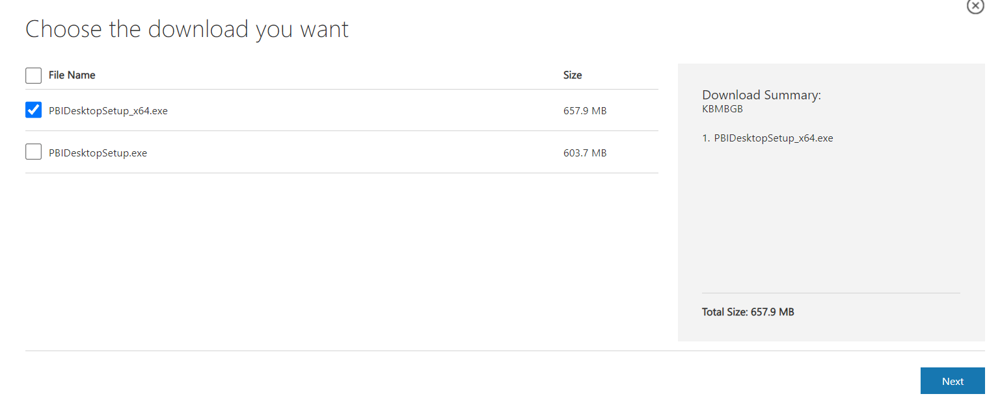 Choose the download you want
File Name Size
PBIDesktopSetup_x64.exe 657.9 MB
PBIDesktopSetup.exe 603.7 MB
Download Summary:
KBMBGB
1. PBIDesktopSetup_x64.exe
Total Size: 657.9 MB
Next